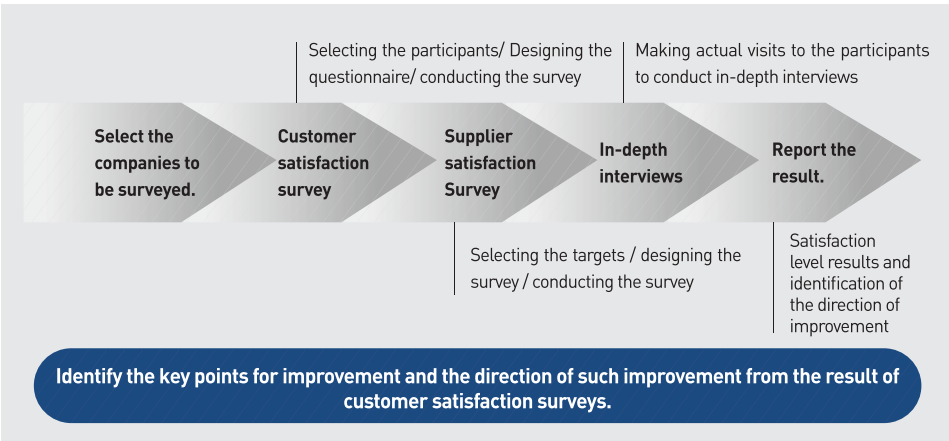 Selecting the participants/ Designing the
questionnaire/ conducting the survey
Making actual visits to the participants
to conduct in-depth interviews
Select the
companies to
be surveyed.
Customer
satisfaction
survey
Supplier
satisfaction
Survey
In-depth
interviews
Report the
result.
Selecting the targets / designing the
survey / conducting the survey
Satisfaction
level results and
identification of
the direction of
improvement
Identify the key points for improvement and the direction of such improvement from the result of
customer satisfaction surveys.